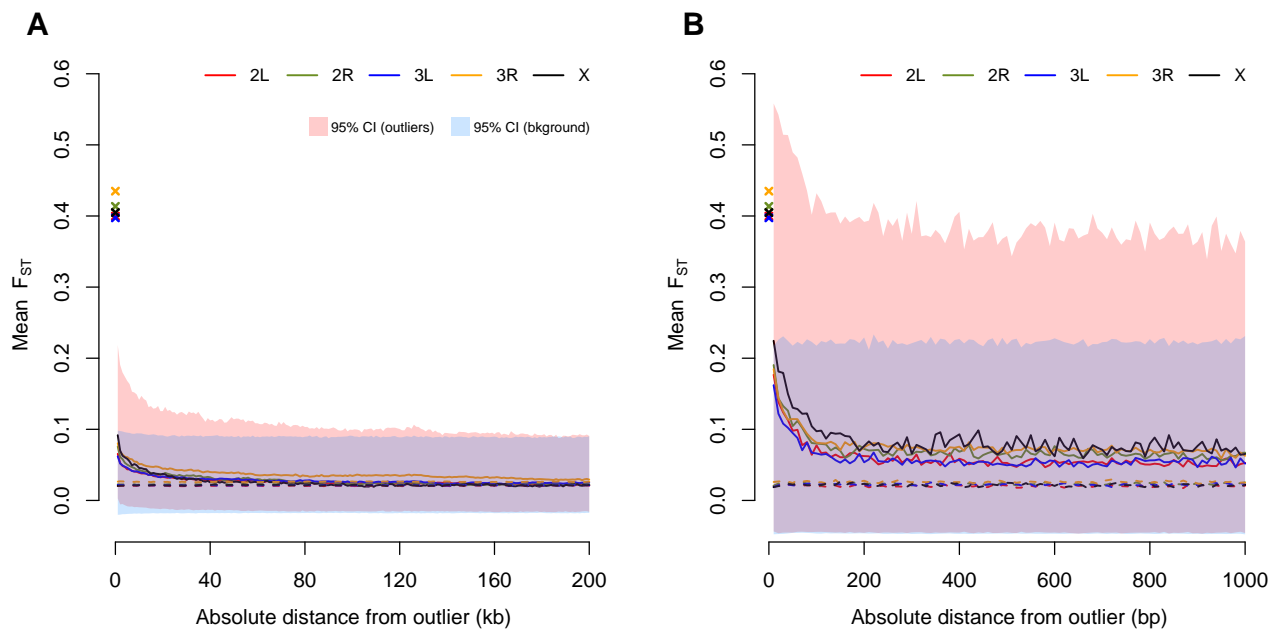 A
2L 2R 3L 3R X
95% CI (outliers) 95% CI (bkground)
Mean FST
0.0 0.1 0.2 0.3 0.4 0.5 0.6
0 40 80 120 160 200
Absolute distance from outlier (kb)
B
2L 2R 3L 3R X
Mean FST
0.0 0.1 0.2 0.3 0.4 0.5 0.6
0 200 400 600 800 1000
Absolute distance from outlier (bp)